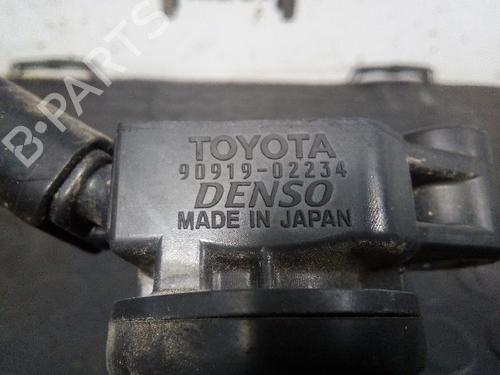 TOYOTA
90919-02234
DENSO
MADE IN JAPAN
B-PARTS